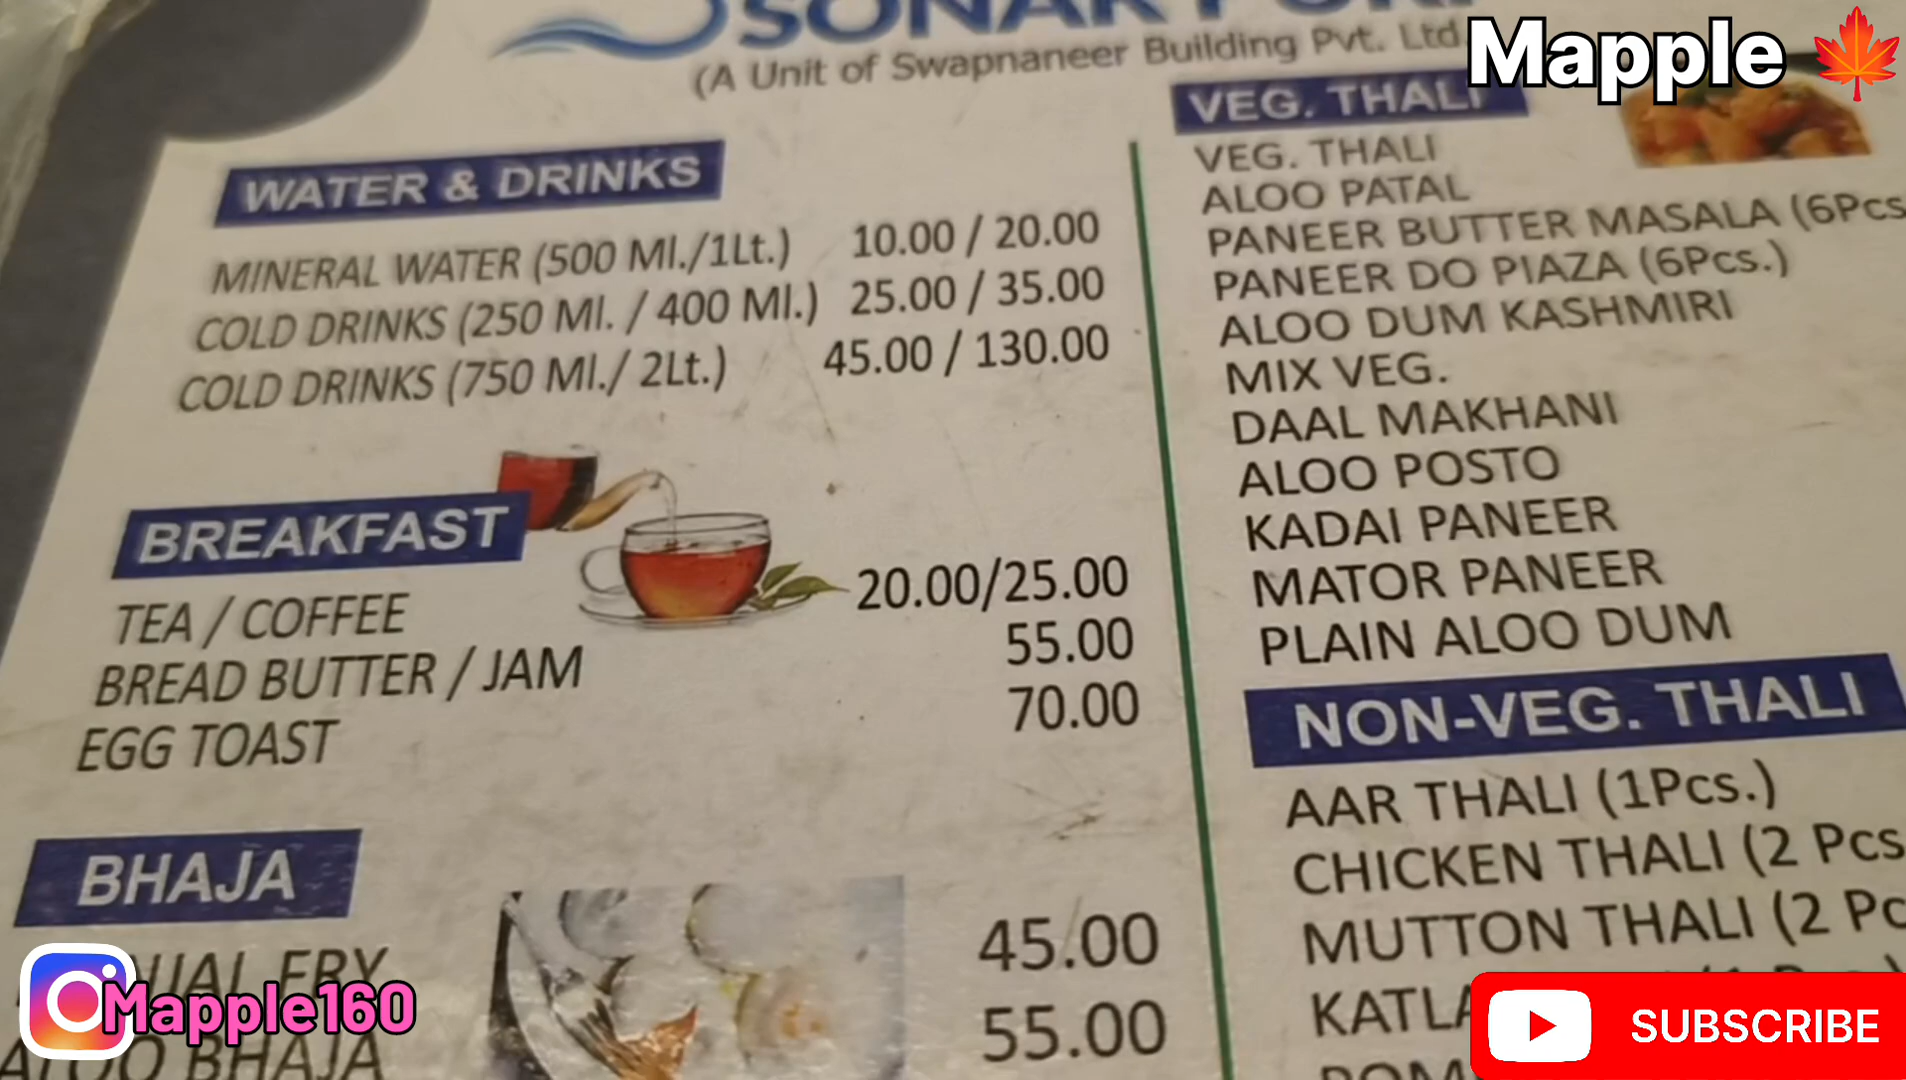 (A Unit of Swapnaneer Building Pvt. Ltd.
Mapple
WATER & DRINKS
MINERAL WATER (500 Ml./1Lt.) 10.00 / 20.00
COLD DRINKS (250 Ml. / 400 Ml.) 25.00 / 35.00
COLD DRINKS (750 Ml./ 2Lt.) 45.00 / 130.00
BREAKFAST
TEA / COFFEE 20.00/25.00
BREAD BUTTER / JAM 55.00
EGG TOAST 70.00
BHAJA
FRY 45.00
BHAJA 55.00
VEG. THALI
VEG. THALI
ALOO PATAL
PANEER BUTTER MASALA (6Pcs
PANEER DO PIAZA (6Pcs.)
ALOO DUM KASHMIRI
MIX VEG.
DAAL MAKHANI
ALOO POSTO
KADAI PANEER
MATOR PANEER
PLAIN ALOO DUM
NON-VEG. THALI
AAR THALI (1Pcs.)
CHICKEN THALI (2 Pcs
MUTTON THALI (2 Pc
KATLA
Mapple160
SUBSCRIBE